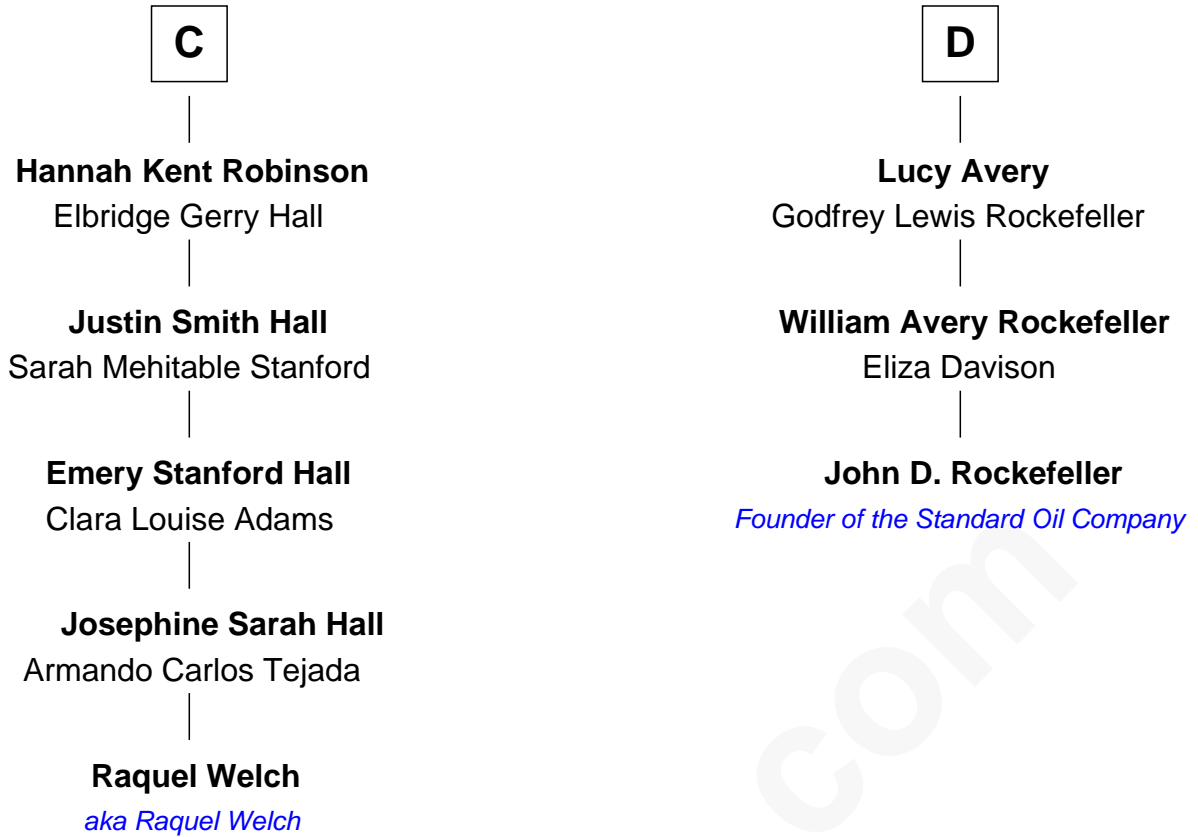 C
Hannah Kent Robinson
Elbridge Gerry Hall
Justin Smith Hall
Sarah Mehitable Stanford
Emery Stanford Hall
Clara Louise Adams
Josephine Sarah Hall
Armando Carlos Tejada
Raquel Welch
aka Raquel Welch
D
Lucy Avery
Godfrey Lewis Rockefeller
William Avery Rockefeller
Eliza Davison
John D. Rockefeller
Founder of the Standard Oil Company
com